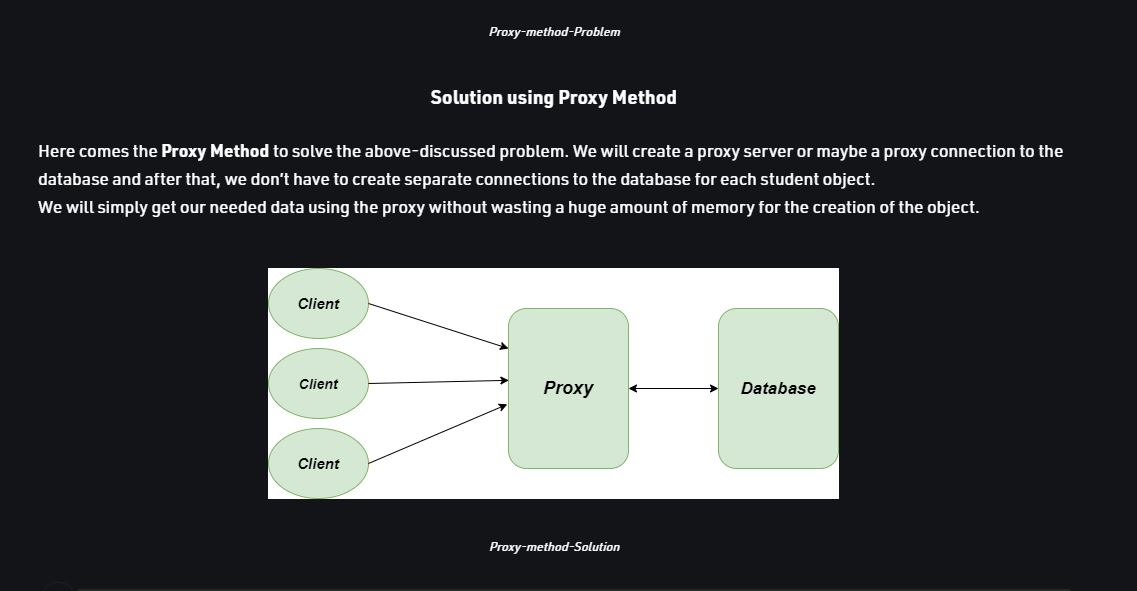 Proxy-method-Problem
Solution using Proxy Method
Here comes the Proxy Method to solve the above-discussed problem. We will create a proxy server or maybe a proxy connection to the
database and after that, we don't have to create separate connections to the database for each student object.
We will simply get our needed data using the proxy without wasting a huge amount of memory for the creation of the object.
Client
Client
Client
Proxy
Database
Proxy-method-Solution